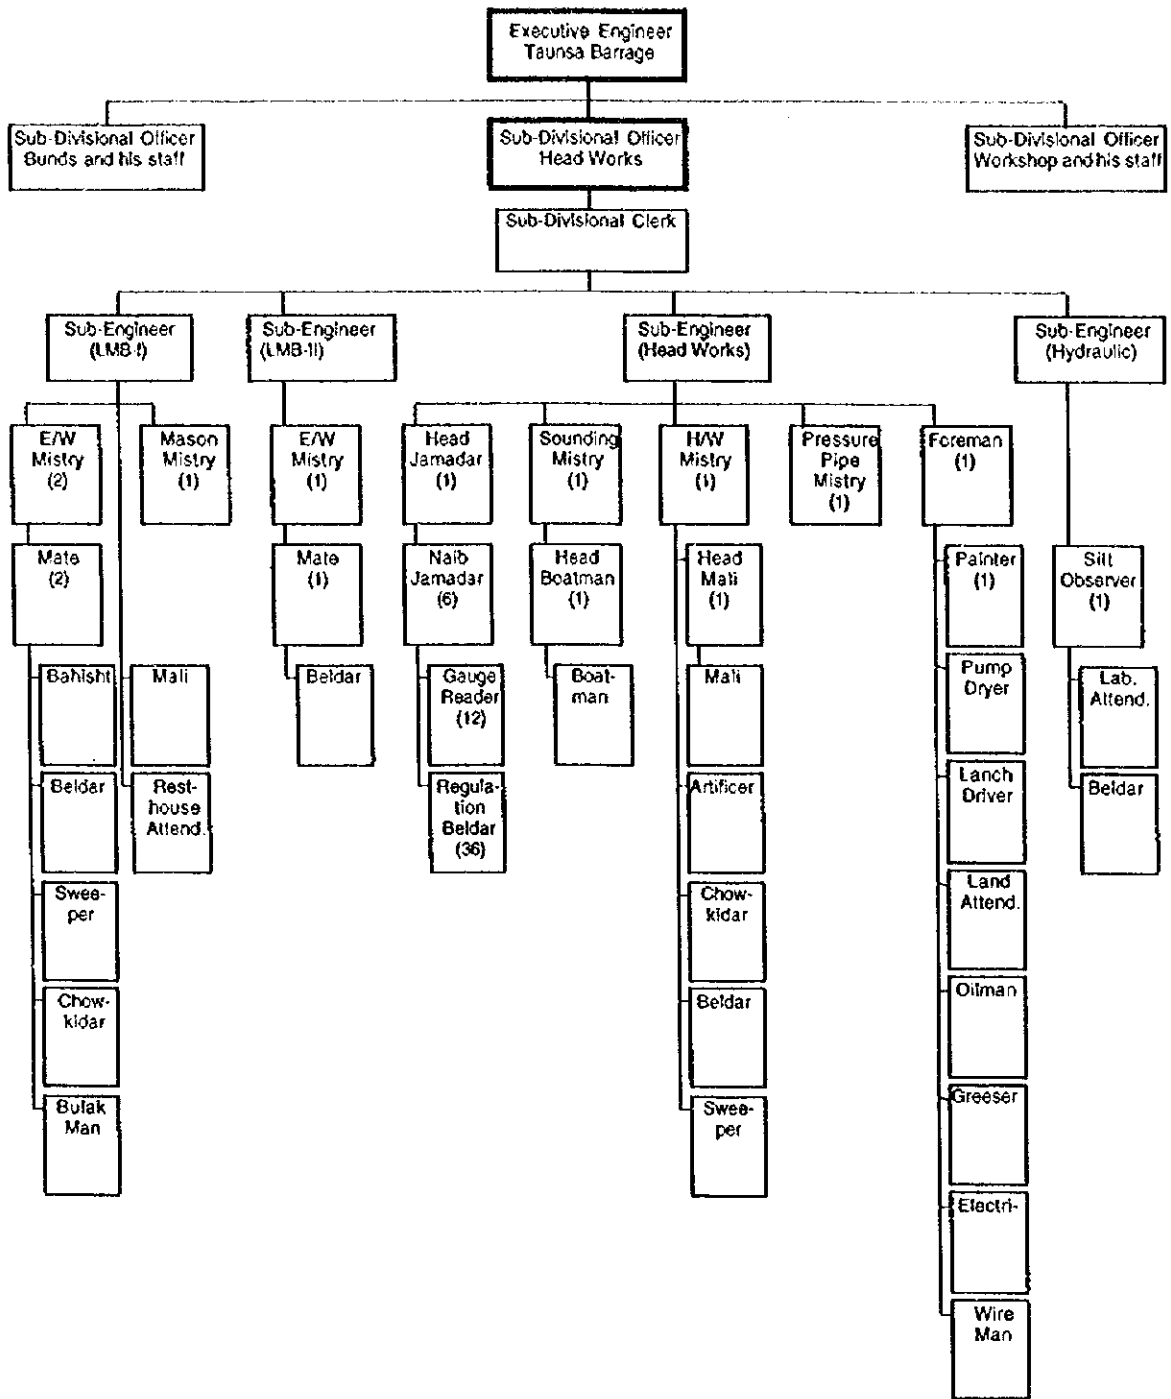 Executive Engineer
Taunsa Barrage
Sub-Divisional Officer
Bunds and his staff
Sub-Divisional Officer
Head Works
Sub-Divisional Officer
Workshop and his staff
Sub-Divisional Clerk
Sub-Engineer
(LMB-I)
Sub-Engineer
(LMB-II)
Sub-Engineer
(Head Works)
Sub-Engineer
(Hydraulic)
E/W
Mistry
(2)
Mason
Mistry
(1)
E/W
Mistry
(1)
Head
Jamadar
(1)
Sounding
Mistry
(1)
H/W
Mistry
(1)
Pressure
Pipe
Mistry
(1)
Foreman
(1)
Mate
(2)
Mate
(1)
Naib
Jamadar
(6)
Head
Boatman
(1)
Head
Mali
(1)
Painter
(1)
Silt
Observer
(1)
Bahisht
Mali
Beldar
Gauge
Reader
(12)
Boat-
man
Mali
Pump
Dryer
Lab.
Attend.
Beldar
Rest-
house
Attend.
Regula-
tion
Beldar
(36)
Artificer
Lanch
Driver
Beldar
Swee-
per
Chow-
kidar
Land
Attend.
Chow-
kidar
Beldar
Oilman
Bulak
Man
Swee-
per
Greeser
Electri-
Wire
Man